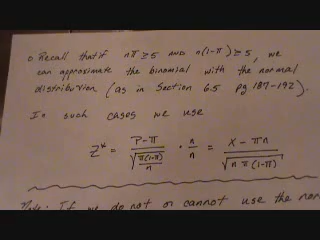 o Recall that if nπ ≥ 5 and n(1-π) ≥ 5, we
can approximate the binomial with the normal
distribution (as in Section 6.5 pg 187-192).
In such cases we use
Z* = P-π / √(π(1-π)/n) · n/n = X - πn / √(nπ(1-π))
Note: If we do not or cannot use the nor